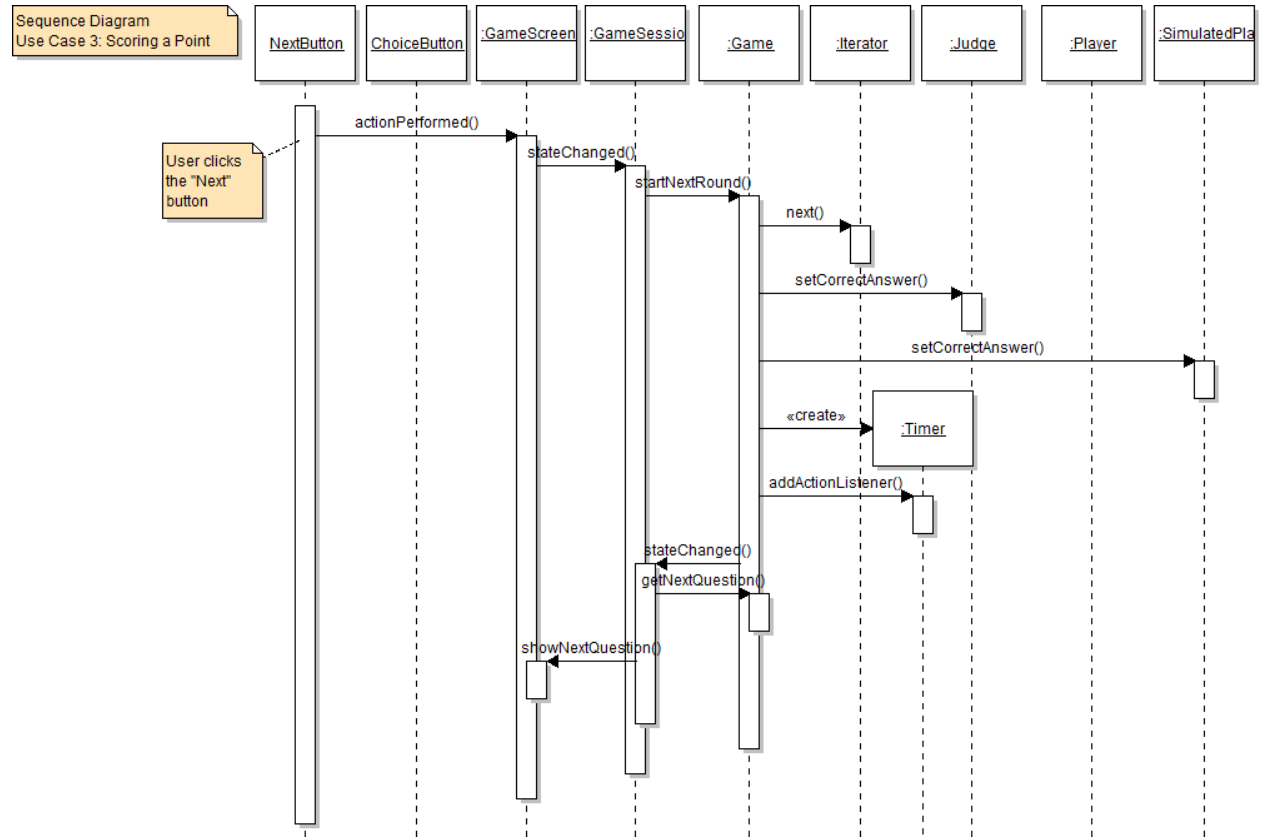 Sequence Diagram
Use Case 3: Scoring a Point
NextButton
ChoiceButton
:GameScreen
:GameSessio
:Game
:Iterator
:Judge
:Player
:SimulatedPla
actionPerformed()
User clicks
the "Next"
button
stateChanged()
startNextRound()
next()
setCorrectAnswer()
setCorrectAnswer()
«create»
:Timer
addActionListener()
stateChanged()
getNextQuestion()
showNextQuestion()